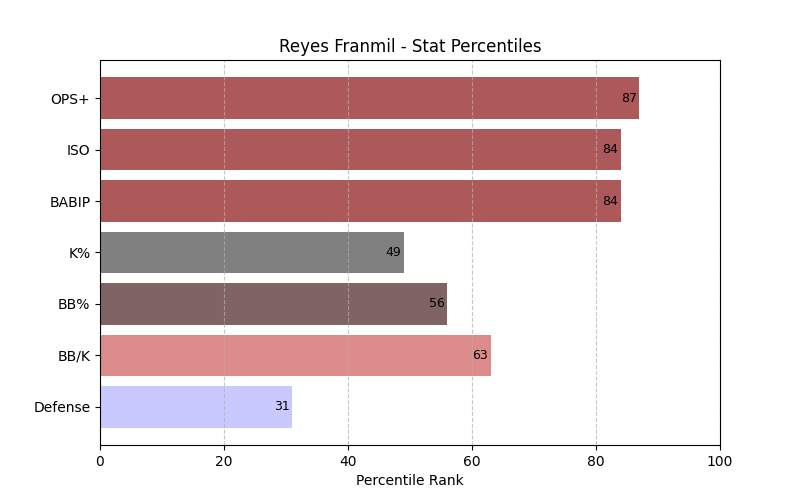 Reyes Franmil - Stat Percentiles
OPS+ 87
ISO 84
BABIP 84
K% 49
BB% 56
BB/K 63
Defense 31
0 20 40 60 80 100
Percentile Rank